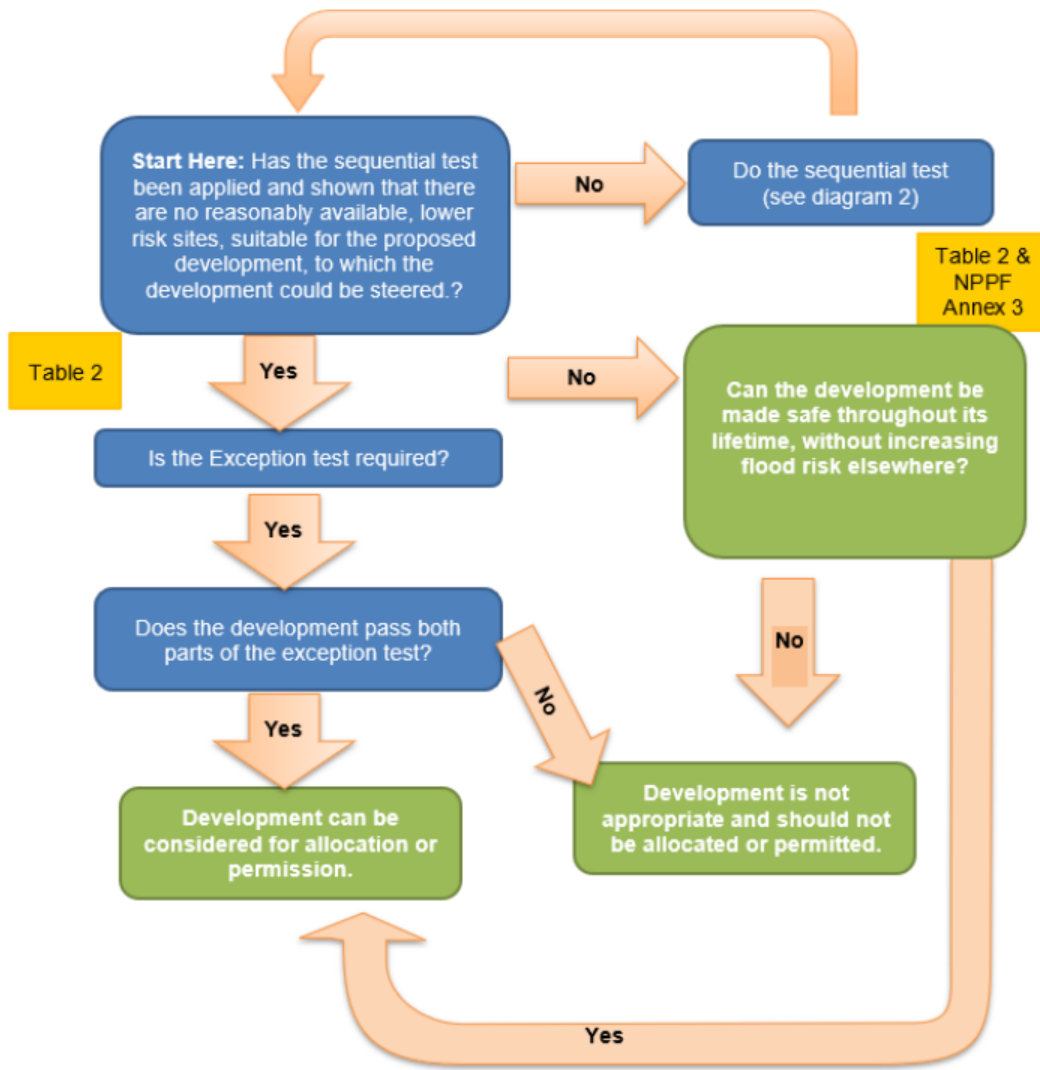 Start Here: Has the sequential test
been applied and shown that there
are no reasonably available, lower
risk sites, suitable for the proposed
development, to which the
development could be steered.?
No
Do the sequential test
(see diagram 2)
Table 2 &
NPPF
Annex 3
Table 2
Yes
No
Can the development be
made safe throughout its
lifetime, without increasing
flood risk elsewhere?
Is the Exception test required?
Yes
Does the development pass both
parts of the exception test?
No
No
Yes
Development can be
considered for allocation or
permission.
Development is not
appropriate and should not
be allocated or permitted.
Yes